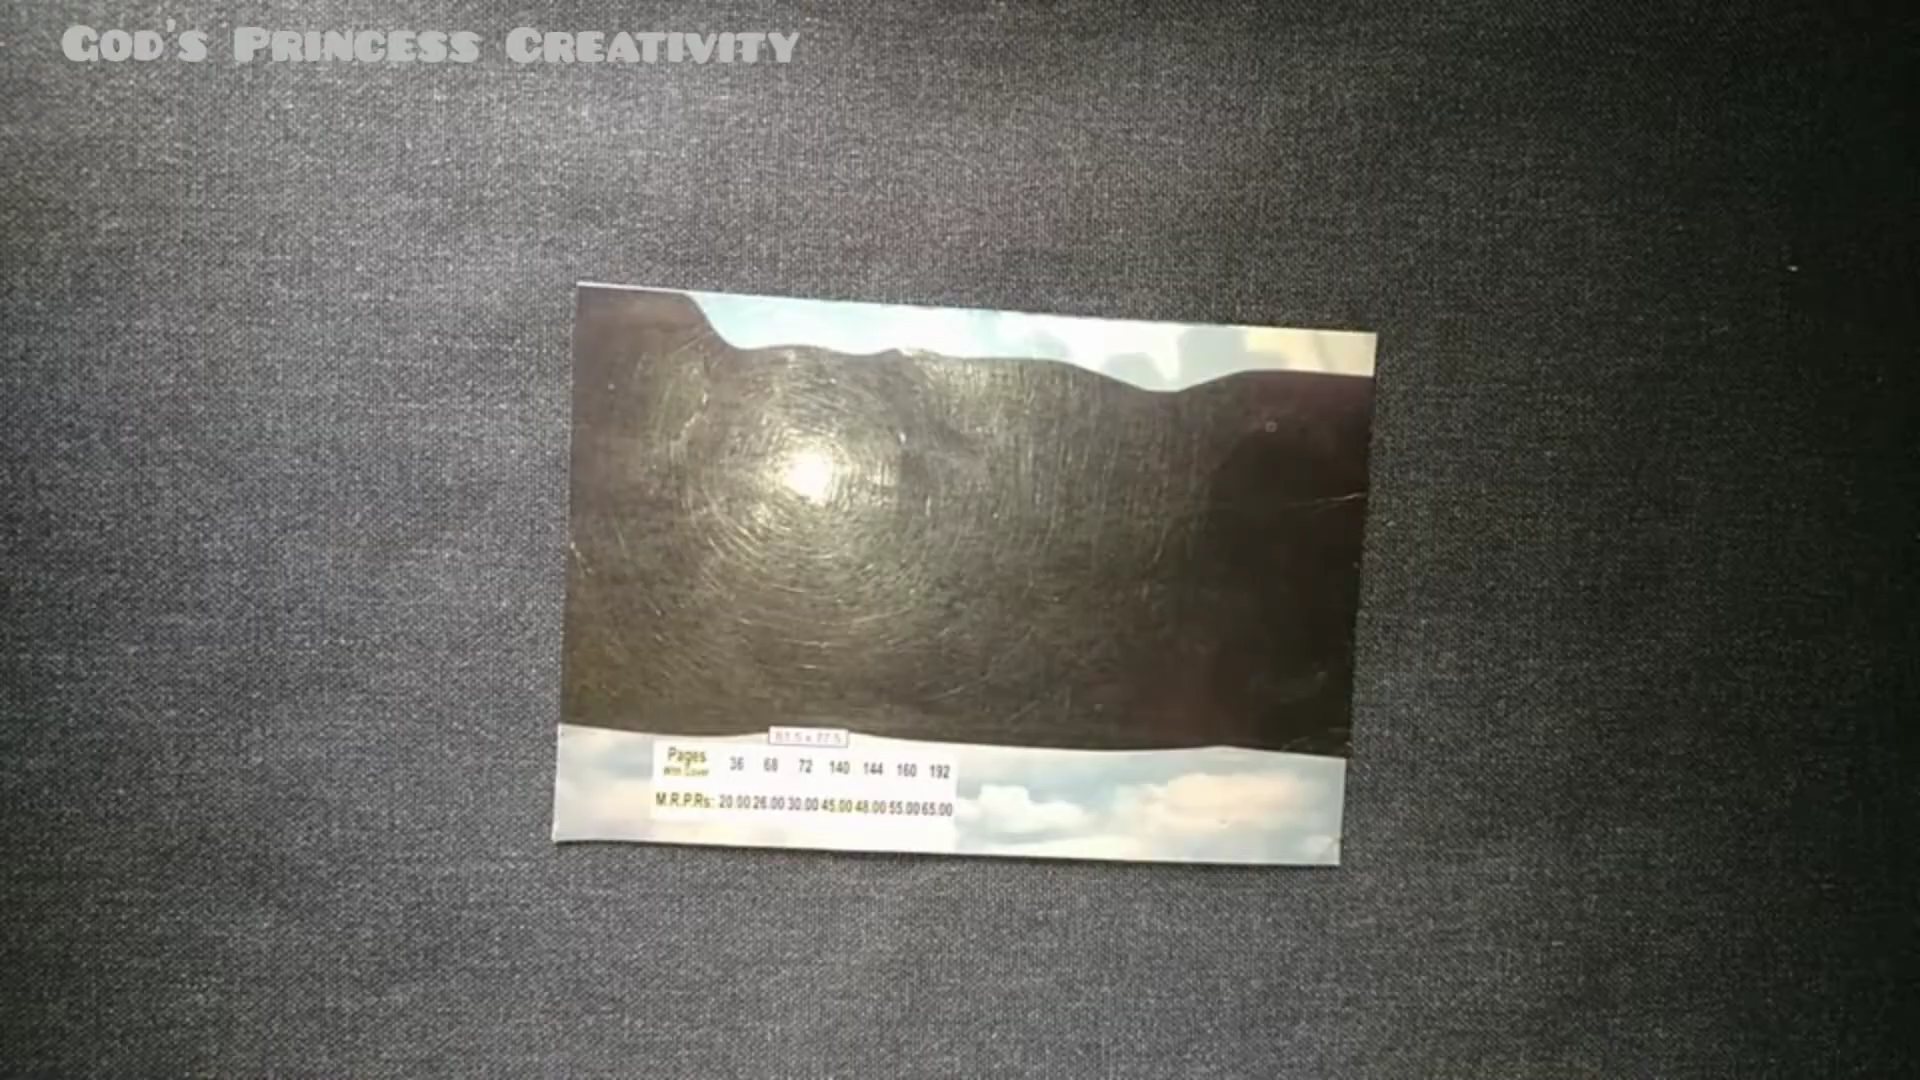 God's Princess Creativity
Pages 36 68 72 140 144 160 192
With Cover
M.R.P.Rs: 20.00 26.00 30.00 45.00 48.00 55.00 65.00